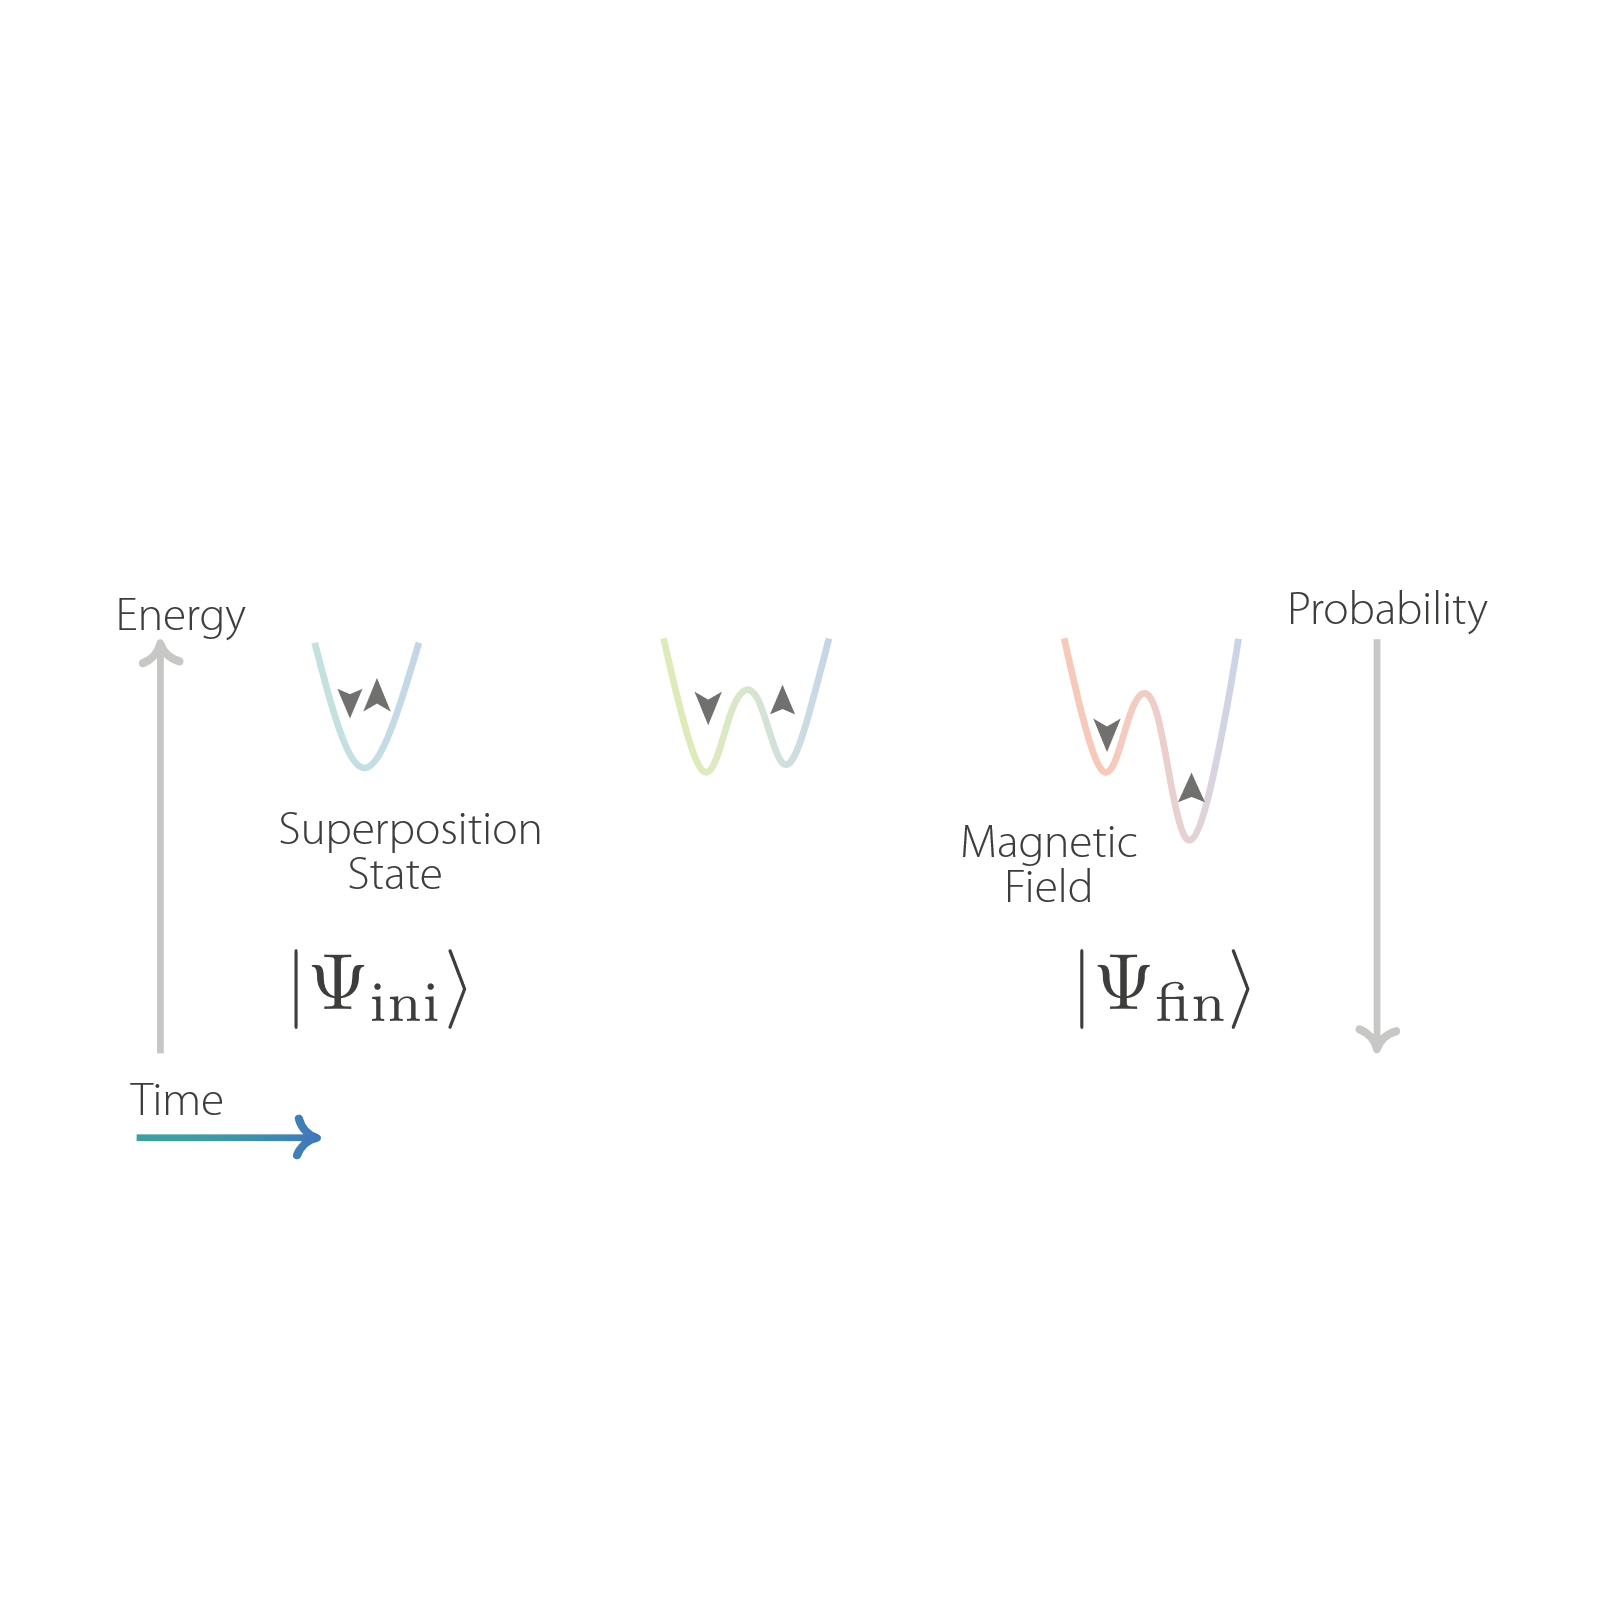 Energy
Probability
Superposition
State
Magnetic
Field
|Ψini⟩
|Ψfin⟩
Time